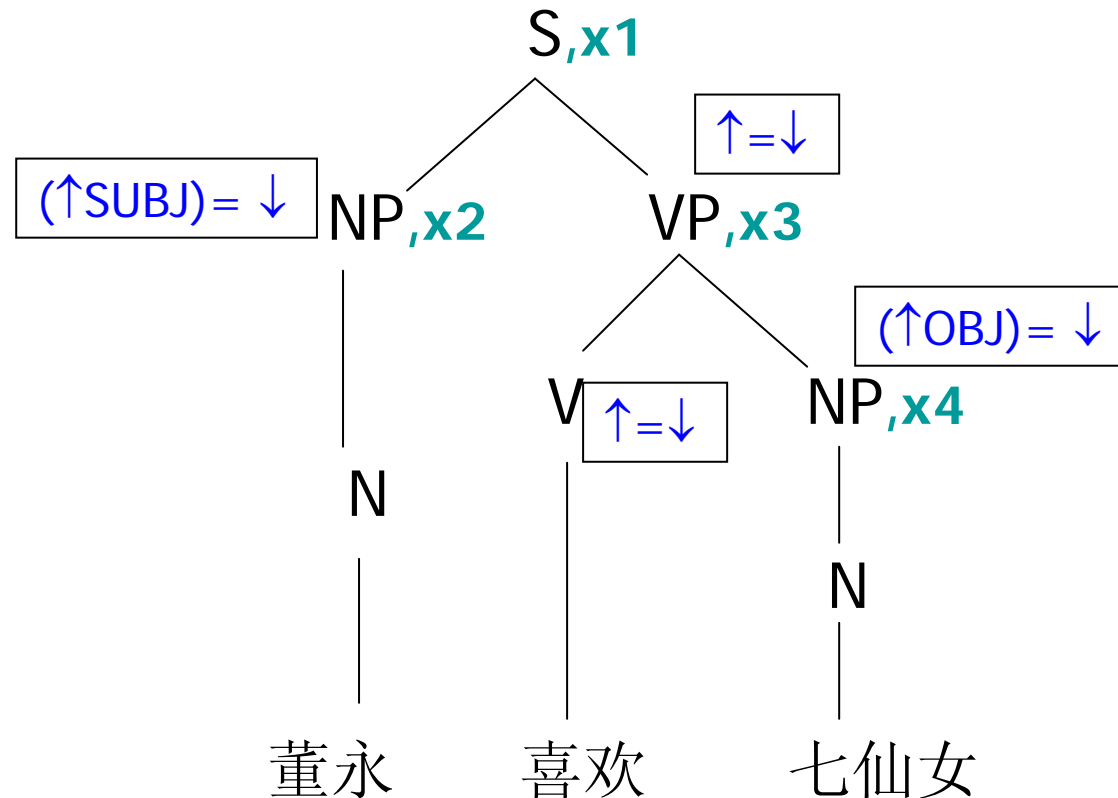 S,x1
↑=↓
(↑SUBJ)= ↓
NP,x2
VP,x3
(↑OBJ)= ↓
V
↑=↓
NP,x4
N
N
董永
喜欢
七仙女